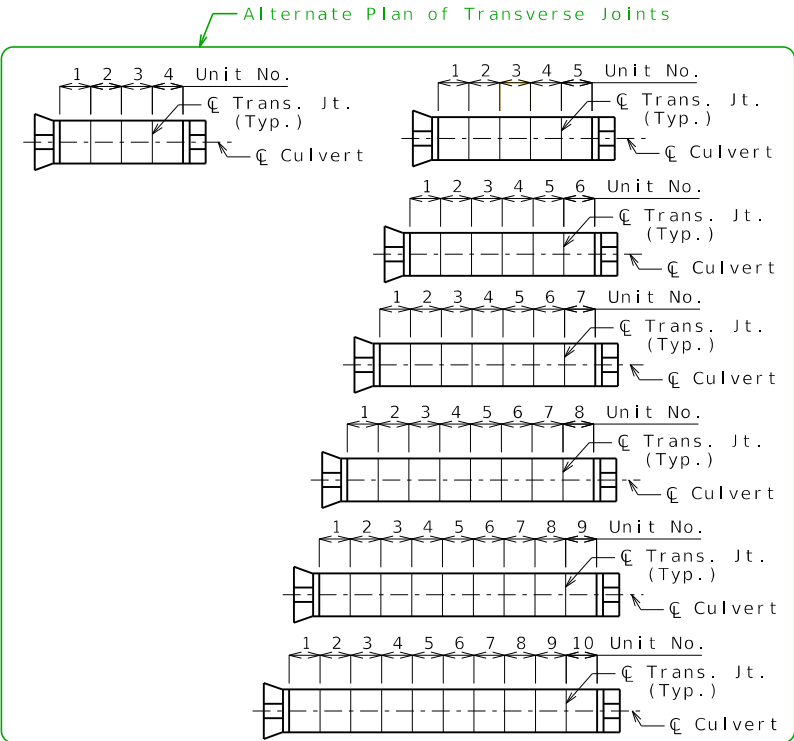 Alternate Plan of Transverse Joints
1 2 3 4 Unit No.
℄ Trans. Jt.
(Typ.)
℄ Culvert
1 2 3 4 5 Unit No.
℄ Trans. Jt.
(Typ.)
℄ Culvert
1 2 3 4 5 6 Unit No.
℄ Trans. Jt.
(Typ.)
℄ Culvert
1 2 3 4 5 6 7 Unit No.
℄ Trans. Jt.
(Typ.)
℄ Culvert
1 2 3 4 5 6 7 8 Unit No.
℄ Trans. Jt.
(Typ.)
℄ Culvert
1 2 3 4 5 6 7 8 9 Unit No.
℄ Trans. Jt.
(Typ.)
℄ Culvert
1 2 3 4 5 6 7 8 9 10 Unit No.
℄ Trans. Jt.
(Typ.)
℄ Culvert